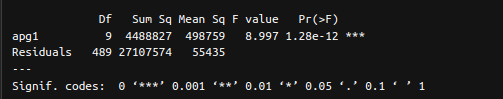 Df Sum Sq Mean Sq F value Pr(>F)
apg1 9 4488827 498759 8.997 1.28e-12 ***
Residuals 489 27107574 55435
---
Signif. codes: 0 ‘***’ 0.001 ‘**’ 0.01 ‘*’ 0.05 ‘.’ 0.1 ‘ ’ 1